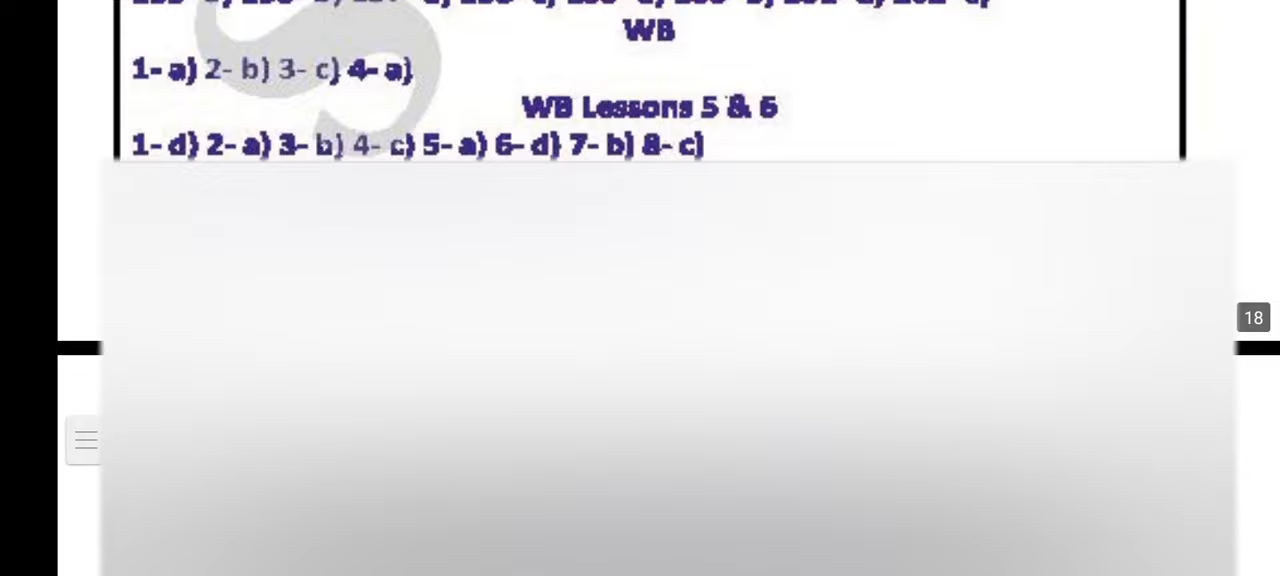 WB
1- a) 2- b) 3- c) 4- a)
WB Lessons 5 & 6
1- d) 2- a) 3- b) 4- c) 5- a) 6- d) 7- b) 8- c)
18